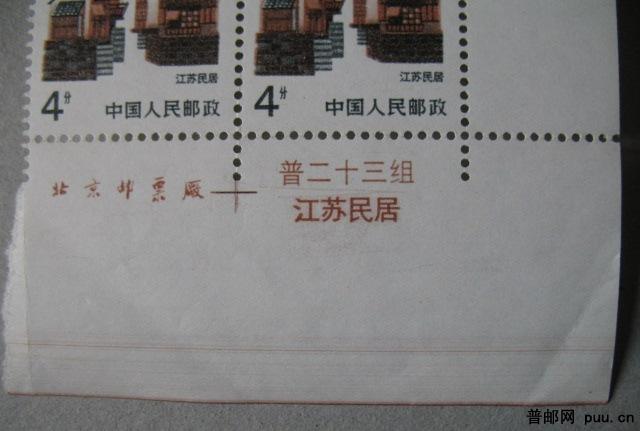 江苏民居 江苏民居
4分 中国人民邮政 4分 中国人民邮政
北京邮票厂 普二十三组
江苏民居
普邮网 puu.cn